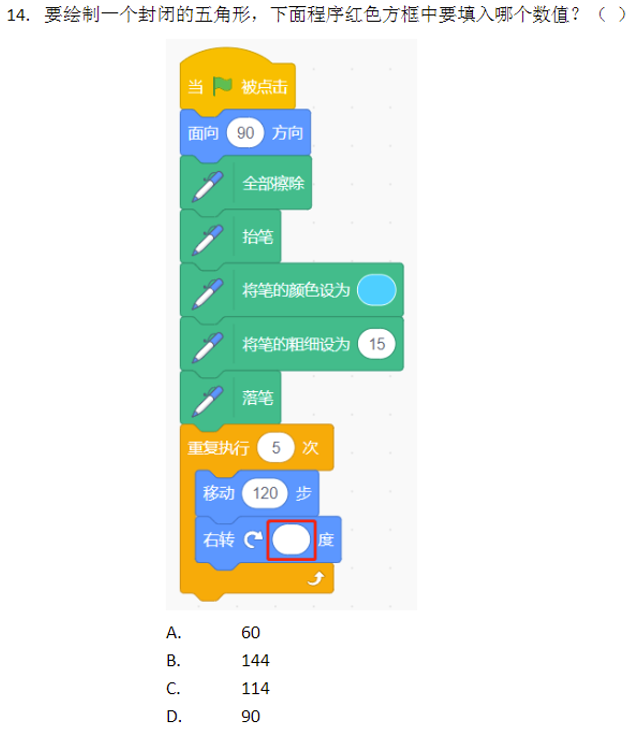 14. 要绘制一个封闭的五角形，下面程序红色方框中要填入哪个数值？（ ）
当 被点击
面向 90 方向
全部擦除
抬笔
将笔的颜色设为
将笔的粗细设为 15
落笔
重复执行 5 次
移动 120 步
右转 度
A. 60
B. 144
C. 114
D. 90